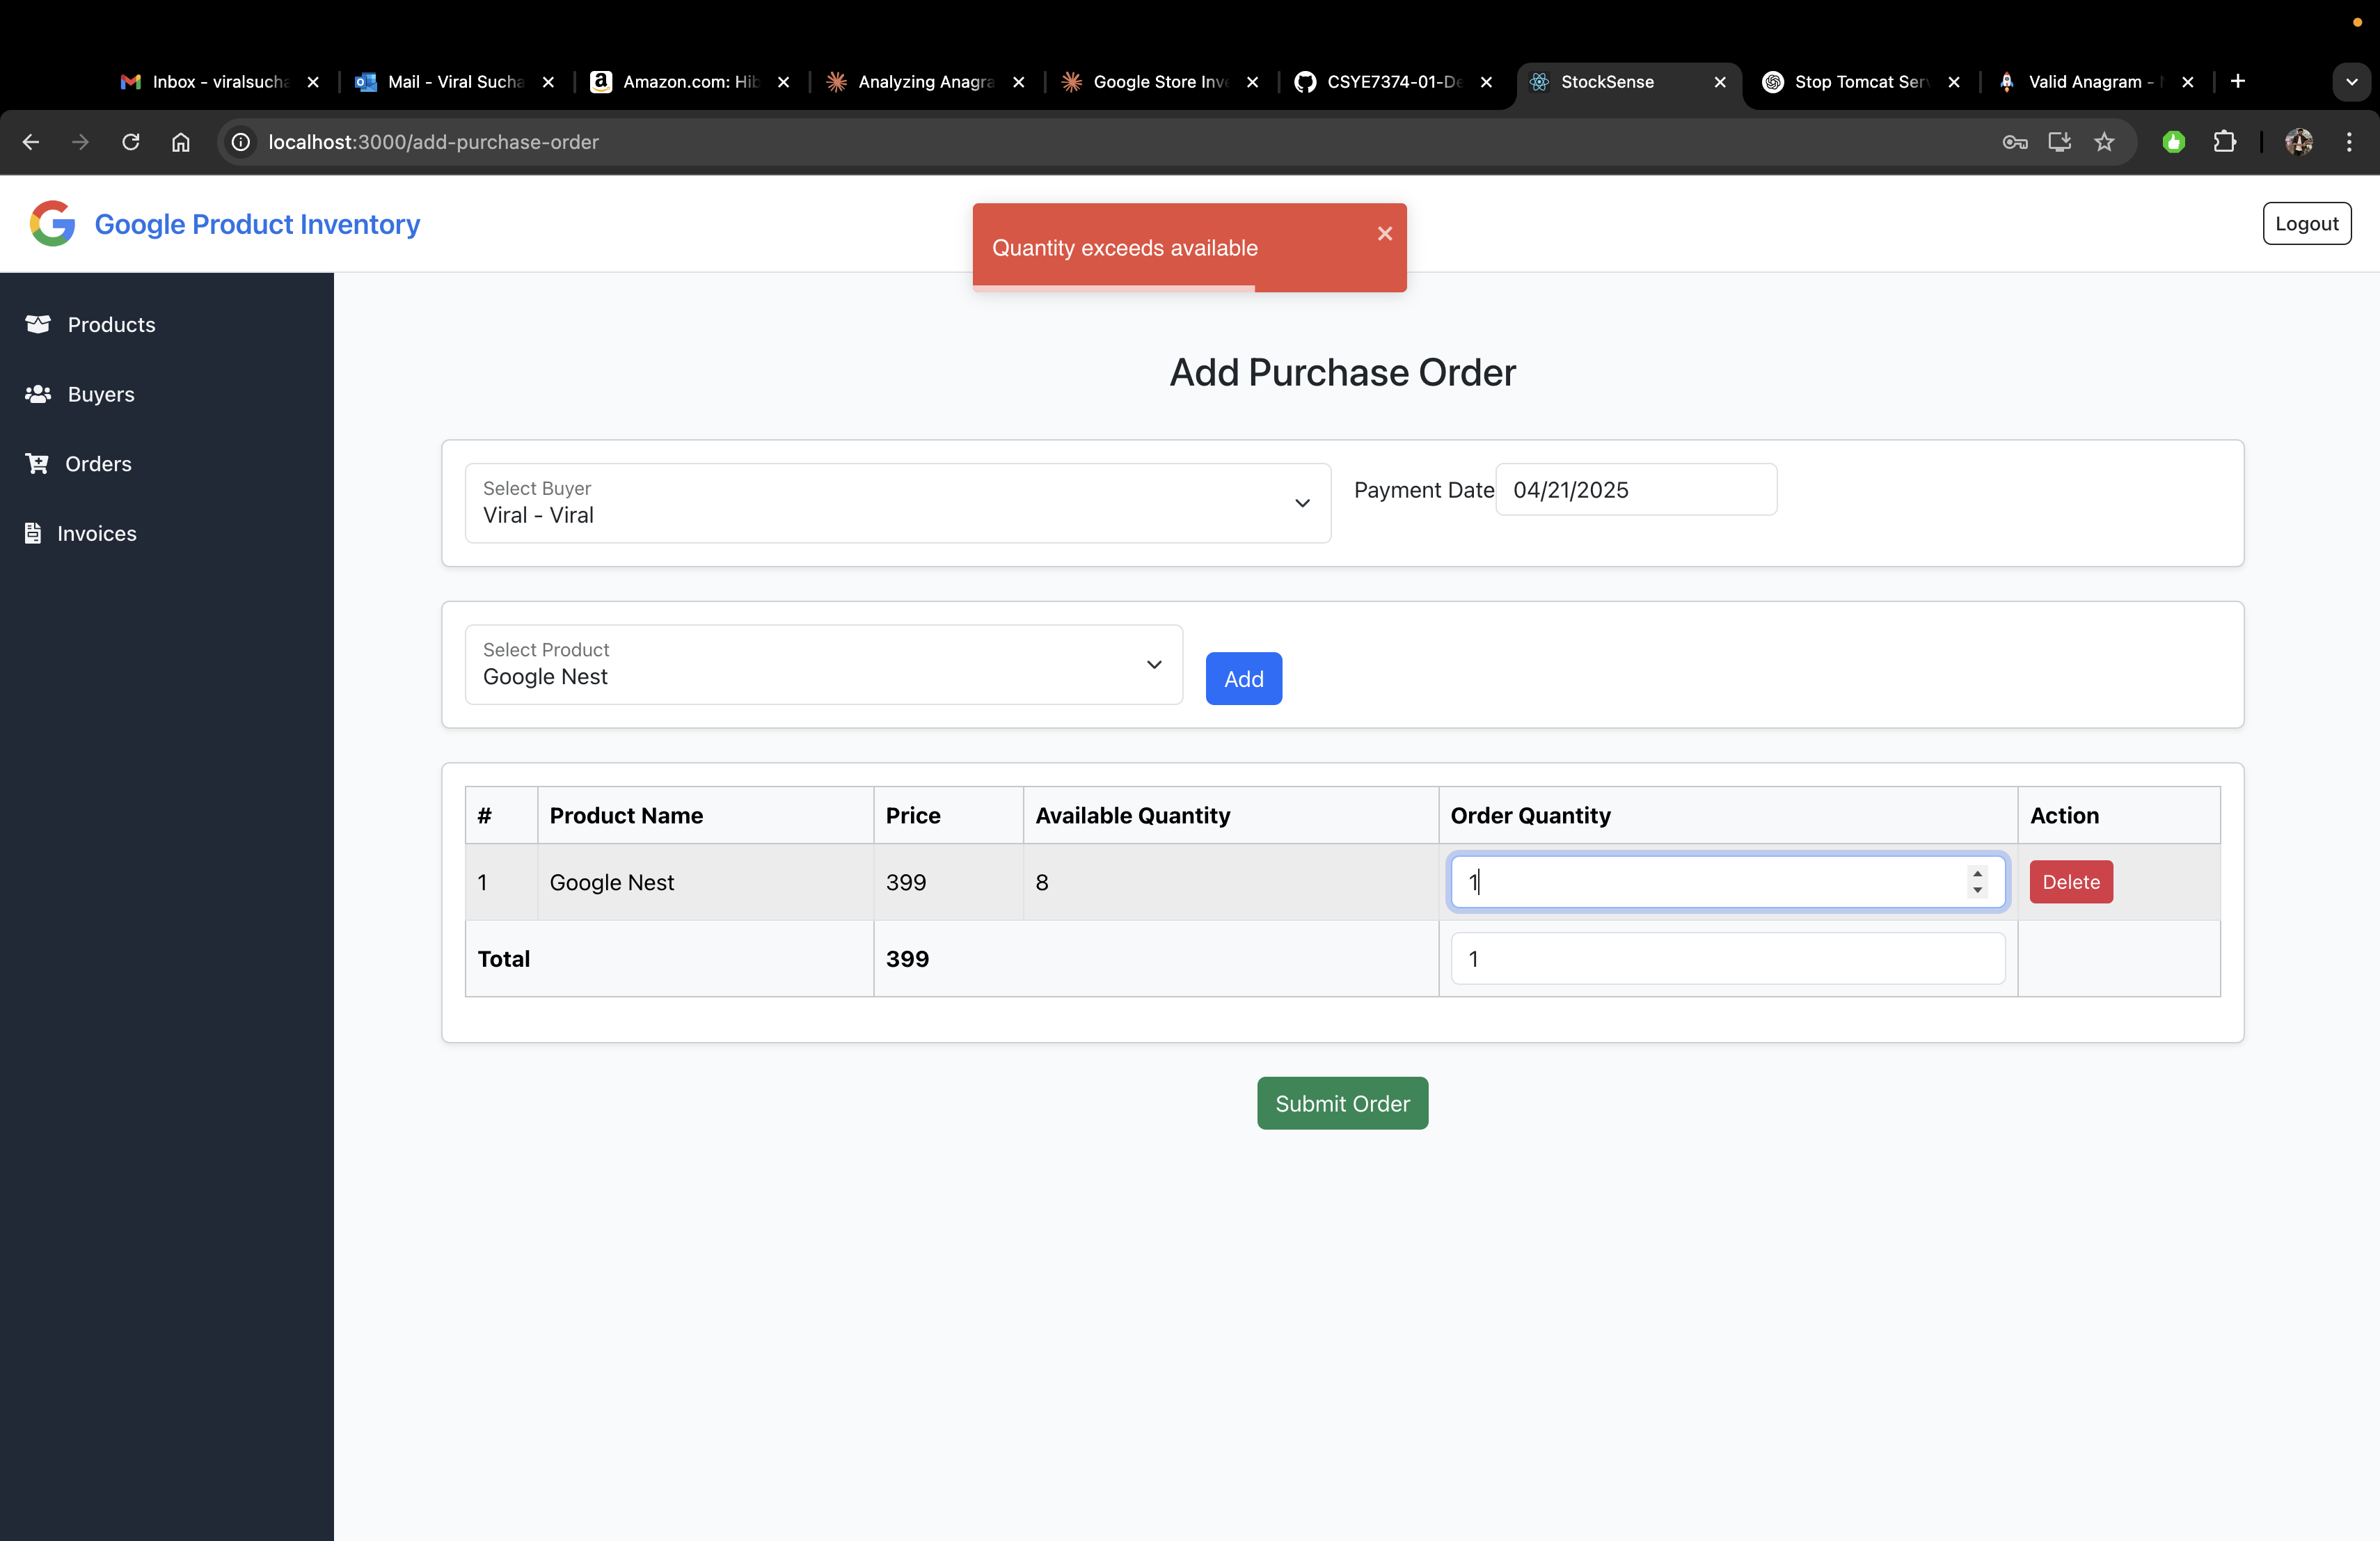 Inbox - viralsucha
Mail - Viral Sucha
Amazon.com: Hib
Analyzing Anagra
Google Store Inve
CSYE7374-01-De
StockSense
Stop Tomcat Serv
Valid Anagram -
localhost:3000/add-purchase-order
Google Product Inventory
Quantity exceeds available
Logout
Products
Buyers
Orders
Invoices
Add Purchase Order
Select Buyer
Viral - Viral
Payment Date 04/21/2025
Select Product
Google Nest
Add
# Product Name Price Available Quantity Order Quantity Action
1 Google Nest 399 8 1 Delete
Total 399 1
Submit Order